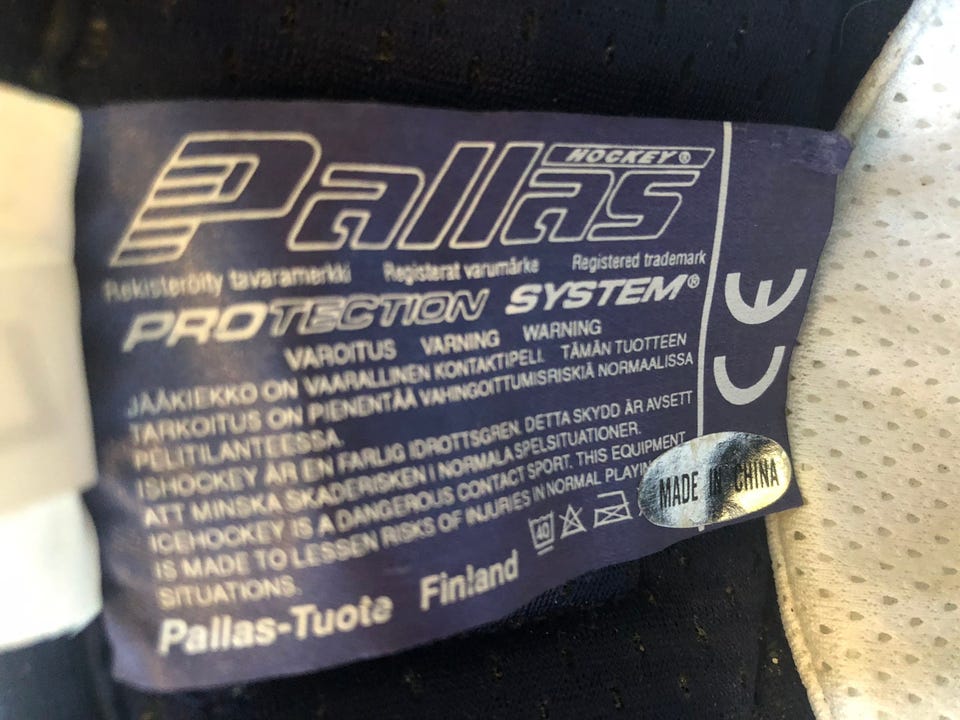 Pallas HOCKEY®
Rekisteröity tavaramerkki Registerat varumärke Registered trademark
PROTECTION SYSTEM®
VAROITUS VARNING WARNING
JÄÄKIEKKO ON VAARALLINEN KONTAKTIPELI. TÄMÄN TUOTTEEN
TARKOITUS ON PIENENTÄÄ VAHINGOITTUMISRISKIÄ NORMAALISSA
PELITILANTEESSA.
ISHOCKEY ÄR EN FARLIG IDROTTSGREN. DETTA SKYDD ÄR AVSETT
ATT MINSKA SKADERISKEN I NORMALA SPELSITUATIONER.
ICEHOCKEY IS A DANGEROUS CONTACT SPORT. THIS EQUIPMENT
IS MADE TO LESSEN RISKS OF INJURIES IN NORMAL PLAYIN
SITUATIONS.
40
Pallas-Tuote Finland
CE
MADE IN CHINA